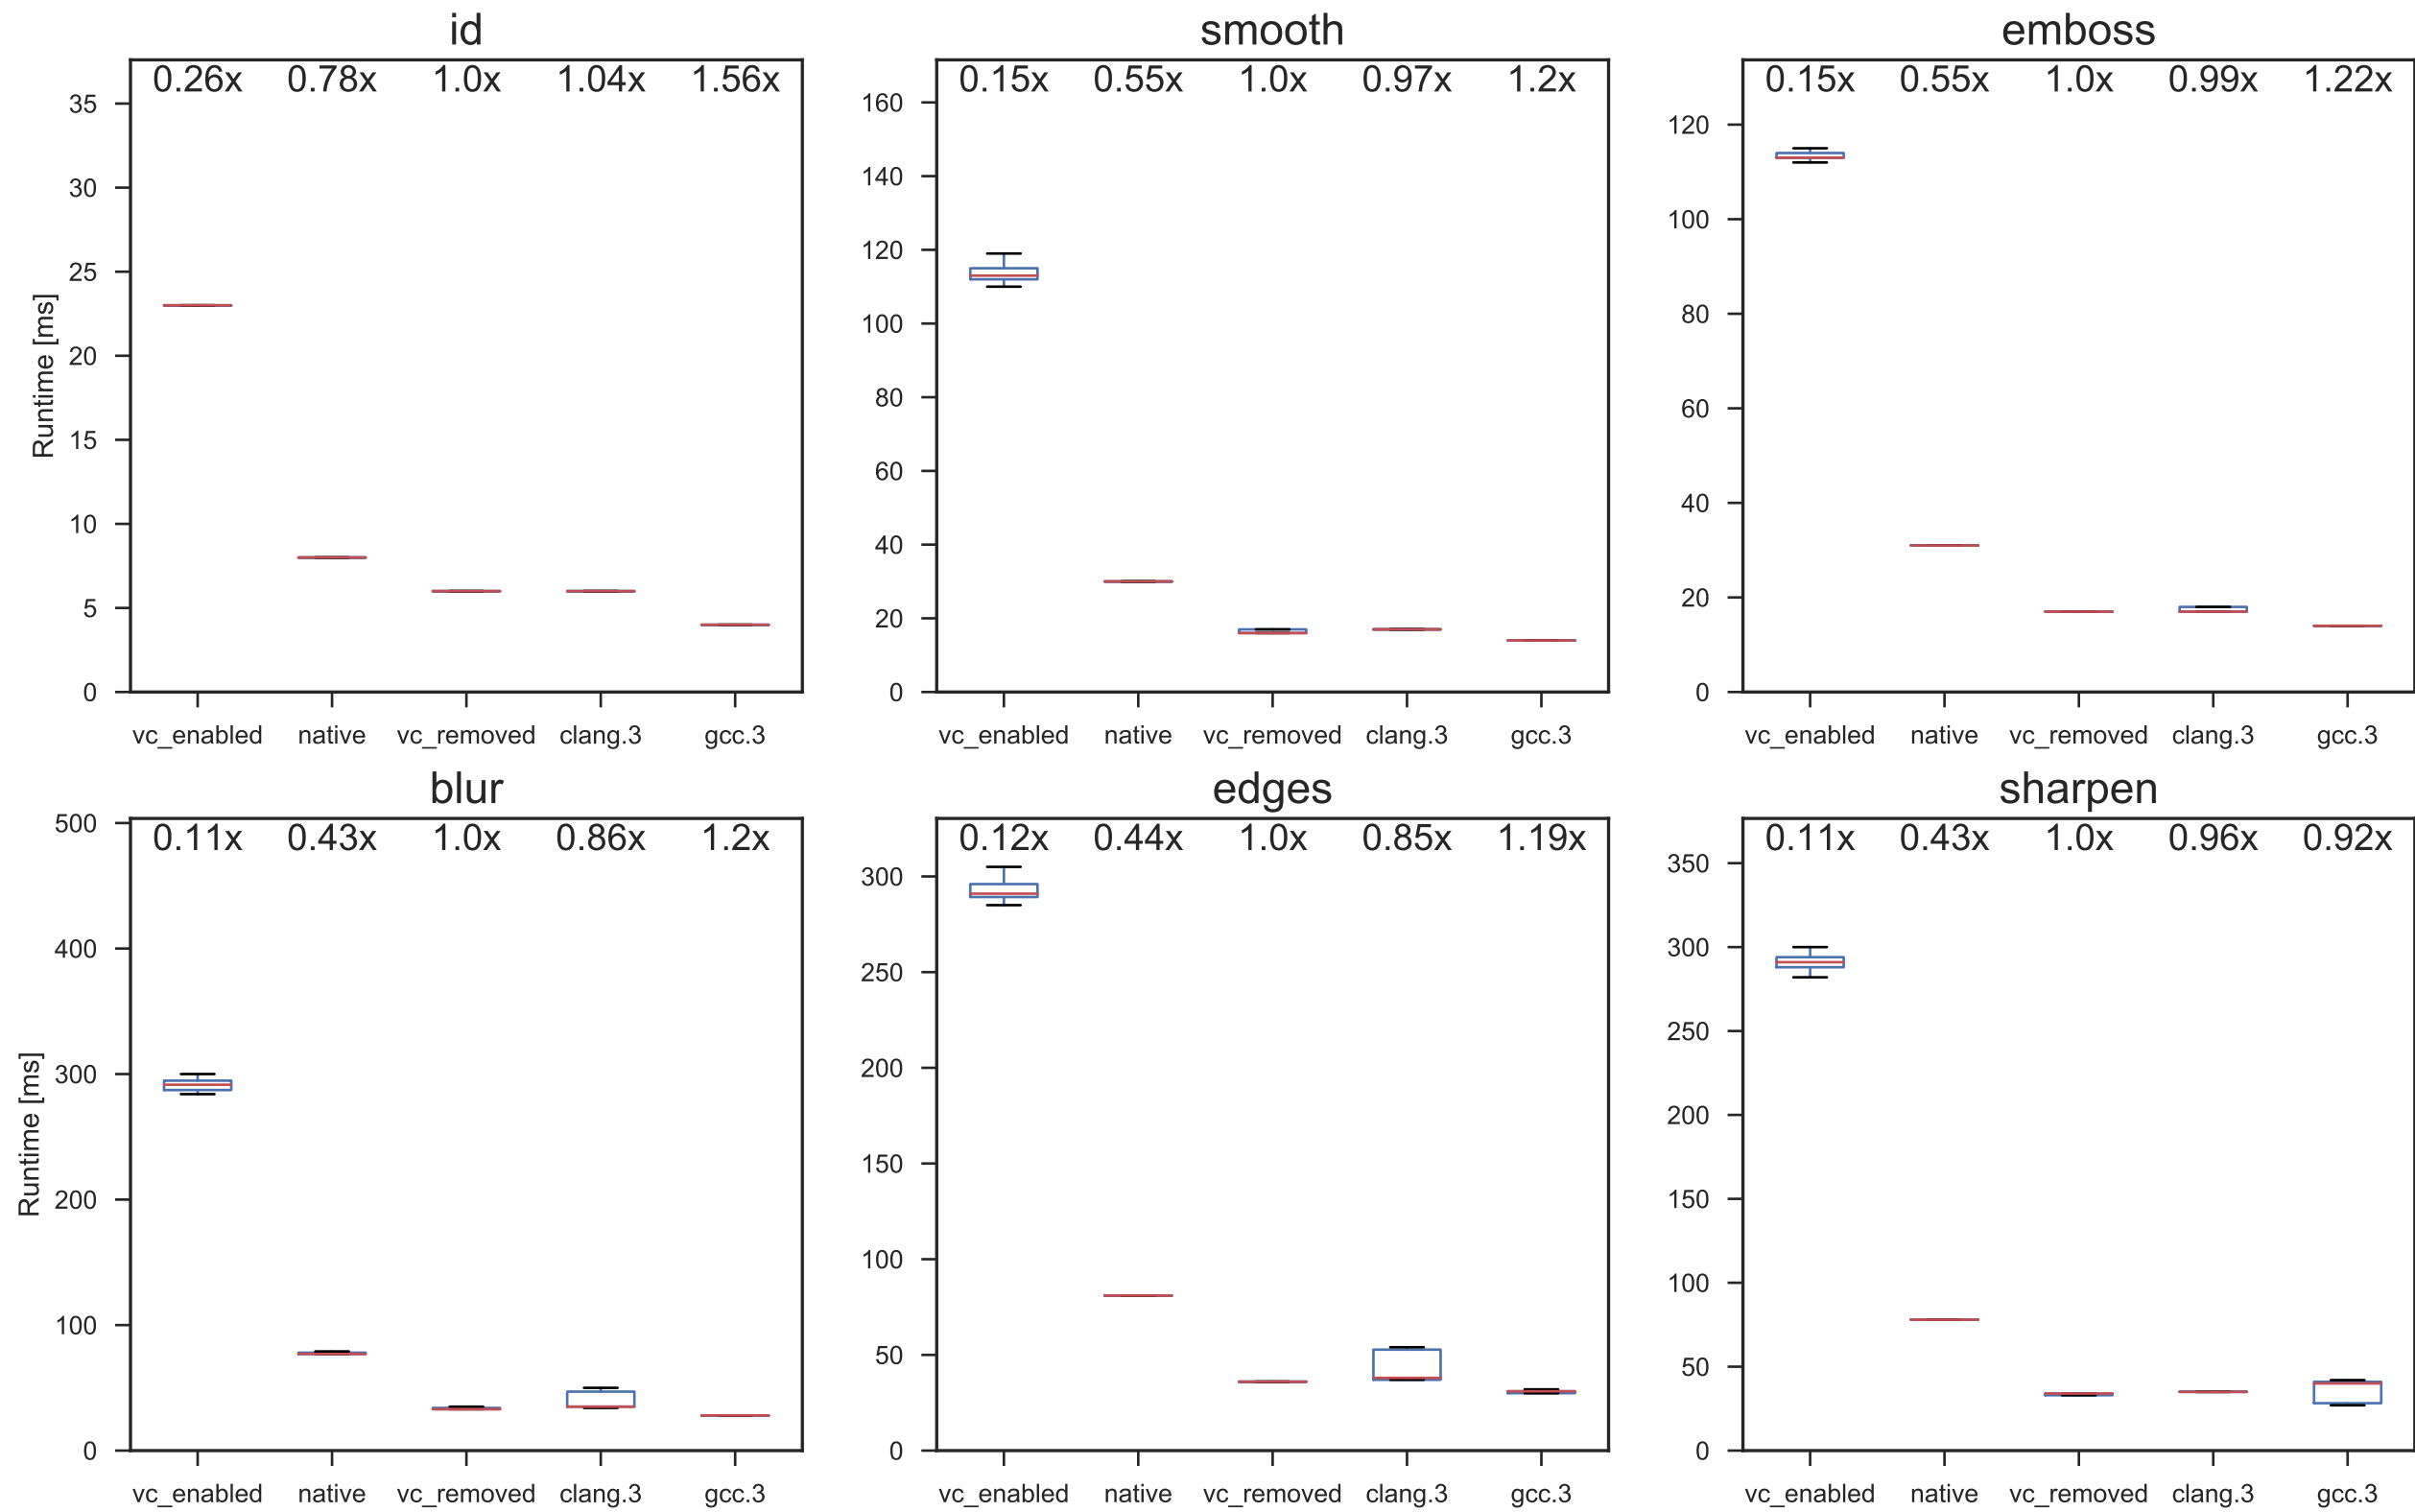 id
0.26x 0.78x 1.0x 1.04x 1.56x
Runtime [ms]
35
30
25
20
15
10
5
0
vc_enabled native vc_removed clang.3 gcc.3
smooth
0.15x 0.55x 1.0x 0.97x 1.2x
160
140
120
100
80
60
40
20
0
vc_enabled native vc_removed clang.3 gcc.3
emboss
0.15x 0.55x 1.0x 0.99x 1.22x
120
100
80
60
40
20
0
vc_enabled native vc_removed clang.3 gcc.3
blur
0.11x 0.43x 1.0x 0.86x 1.2x
Runtime [ms]
500
400
300
200
100
0
vc_enabled native vc_removed clang.3 gcc.3
edges
0.12x 0.44x 1.0x 0.85x 1.19x
300
250
200
150
100
50
0
vc_enabled native vc_removed clang.3 gcc.3
sharpen
0.11x 0.43x 1.0x 0.96x 0.92x
350
300
250
200
150
100
50
0
vc_enabled native vc_removed clang.3 gcc.3